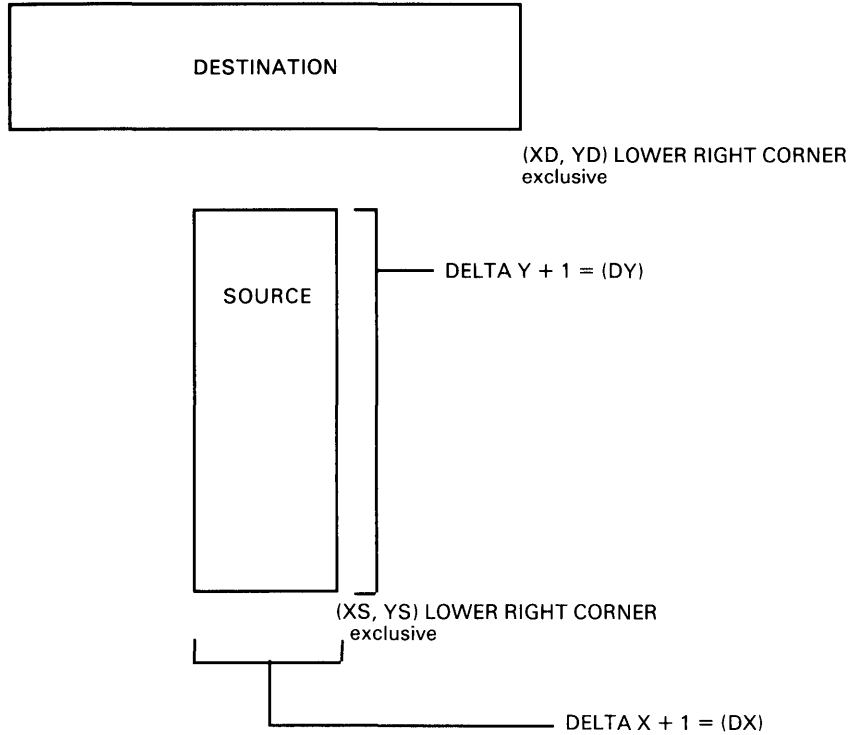 DESTINATION
(XD, YD) LOWER RIGHT CORNER
exclusive
DELTA Y + 1 = (DY)
SOURCE
(XS, YS) LOWER RIGHT CORNER
exclusive
DELTA X + 1 = (DX)